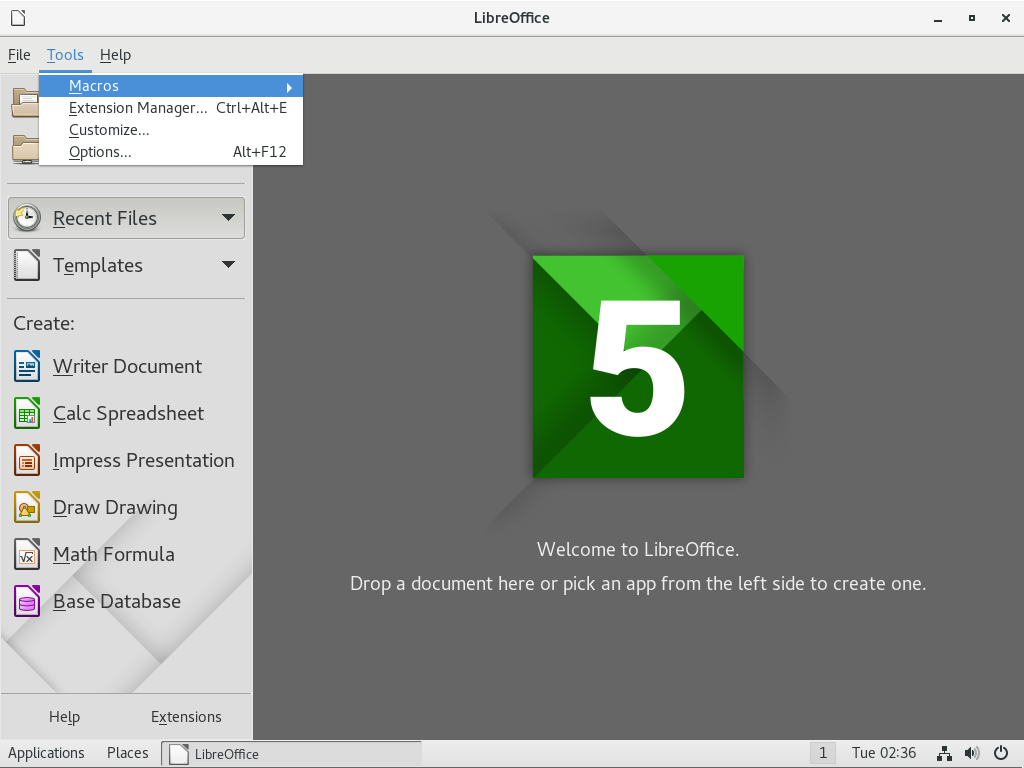 LibreOffice
File Tools Help
Macros
Extension Manager... Ctrl+Alt+E
Customize...
Options... Alt+F12
Recent Files
Templates
Create:
Writer Document
Calc Spreadsheet
Impress Presentation
Draw Drawing
Math Formula
Base Database
5
Welcome to LibreOffice.
Drop a document here or pick an app from the left side to create one.
Help Extensions
Applications Places LibreOffice 1 Tue 02:36